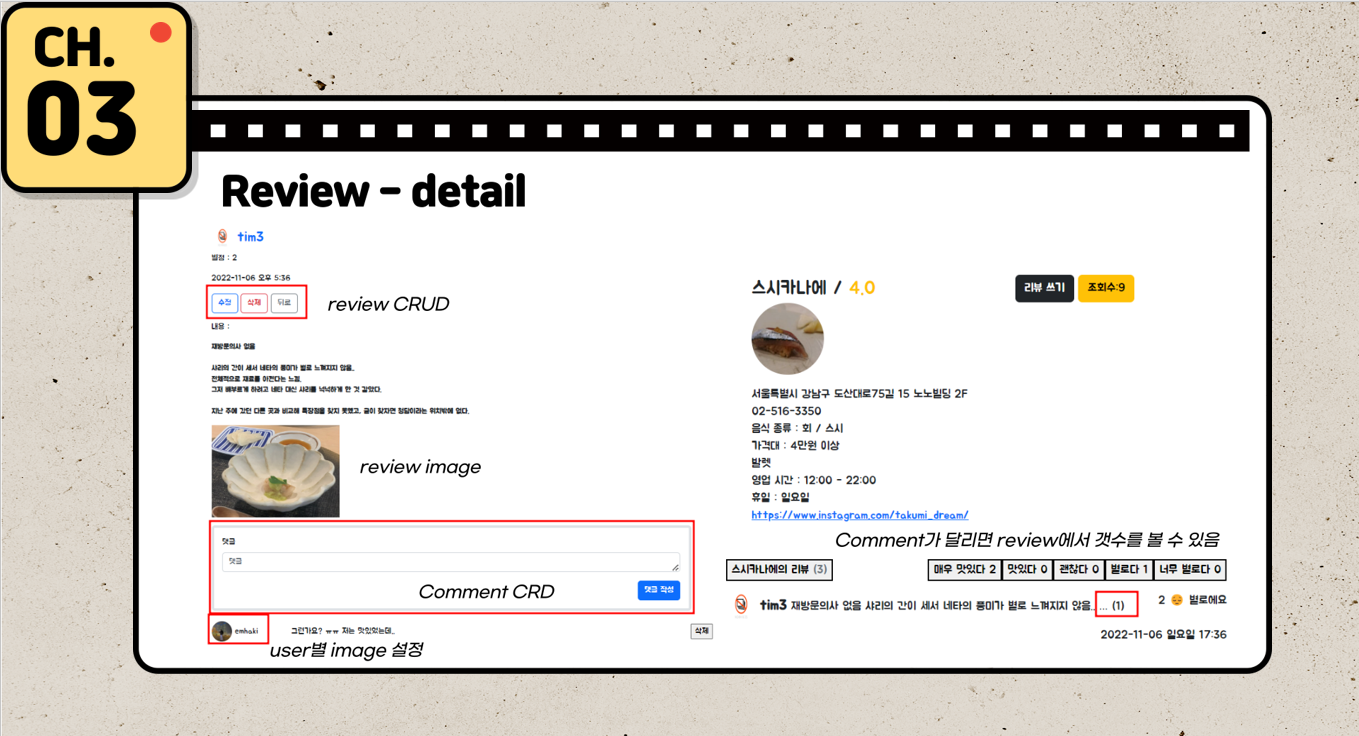 CH.
03
Review - detail
tim3
별점 : 2
2022-11-06 오후 5:36
수정 삭제 뒤로
review CRUD
내용 :
재방문의사 없음
샤리의 간이 세서 네타의 풍미가 별로 느껴지지 않음..
전체적으로 재료를 아낀다는 느낌.
그저 배부르게 하려고 네타 대신 샤리를 넉넉하게 한 것 같았다.
지난 주에 갔던 다른 곳과 비교해 특장점을 찾지 못했고, 굳이 찾자면 청담이라는 위치밖에 없다.
review image
댓글
댓글
Comment CRD
댓글 작성
emhaki
그런가요? ㅠㅠ 저는 맛있었는데..
삭제
user별 image 설정
스시카나에 / 4.0
리뷰 쓰기
조회수:9
서울특별시 강남구 도산대로75길 15 노노빌딩 2F
02-516-3350
음식 종류 : 회 / 스시
가격대 : 4만원 이상
발렛
영업 시간 : 12:00 - 22:00
휴일 : 일요일
https://www.instagram.com/takumi_dream/
Comment가 달리면 review에서 갯수를 볼 수 있음
스시카나에의 리뷰 (3)
매우 맛있다 2 맛있다 0 괜찮다 0 별로다 1 너무 별로다 0
tim3 재방문의사 없음 샤리의 간이 세서 네타의 풍미가 별로 느껴지지 않음.. ... (1)
2 😔 별로에요
2022-11-06 일요일 17:36